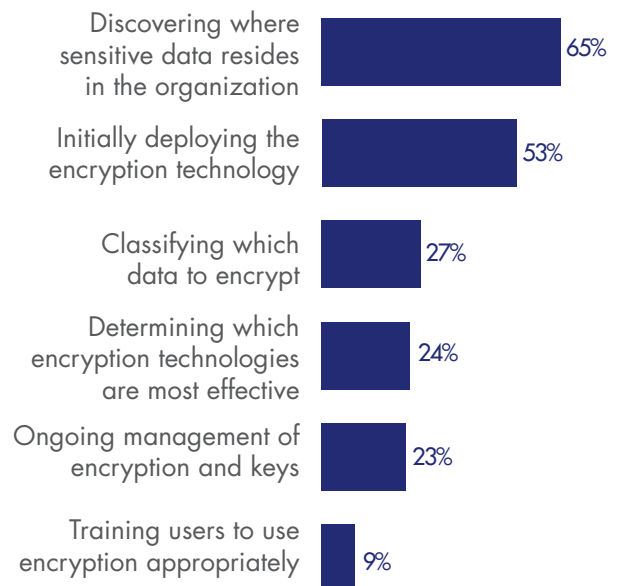 Discovering where
sensitive data resides
in the organization
65%
Initially deploying the
encryption technology
53%
Classifying which
data to encrypt
27%
Determining which
encryption technologies
are most effective
24%
Ongoing management of
encryption and keys
23%
Training users to use
encryption appropriately
9%